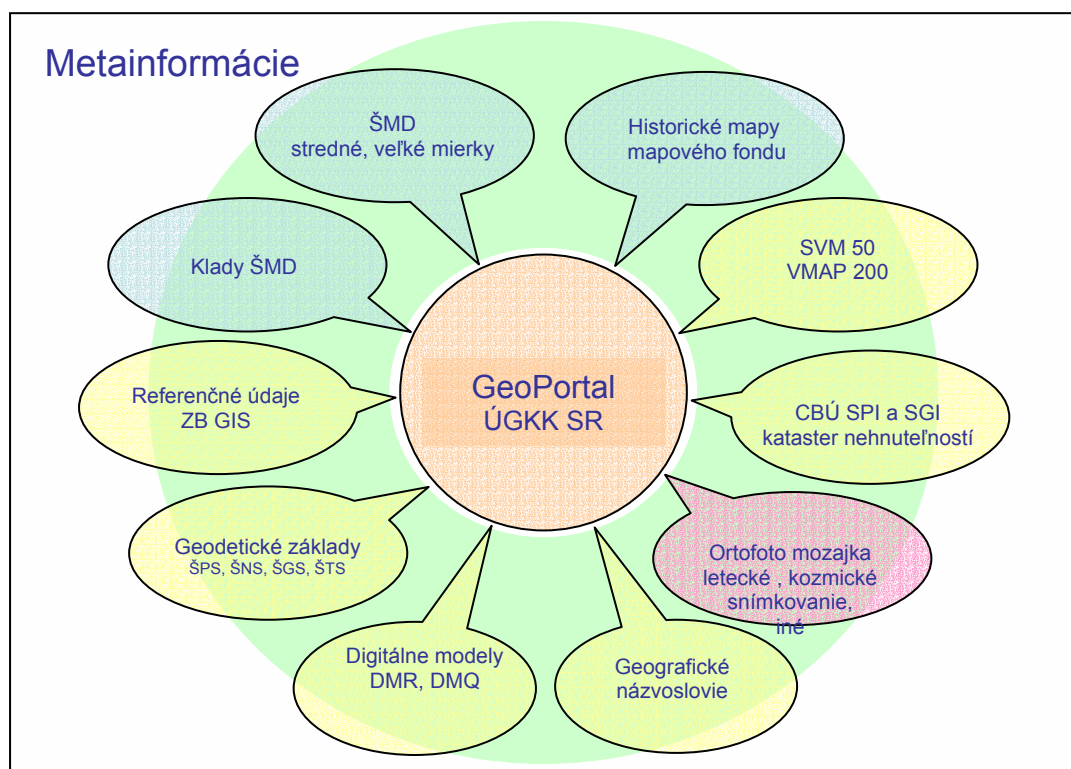 Metainformácie
ŠMD
stredné, veľké mierky
Historické mapy
mapového fondu
Klady ŠMD
SVM 50
VMAP 200
GeoPortal
ÚGKK SR
Referenčné údaje
ZB GIS
CBÚ SPI a SGI
kataster nehnuteľností
Geodetické základy
ŠPS, ŠNS, ŠGS, ŠTS
Ortofoto mozajka
letecké , kozmické
snímkovanie,
iné
Digitálne modely
DMR, DMQ
Geografické
názvoslovie